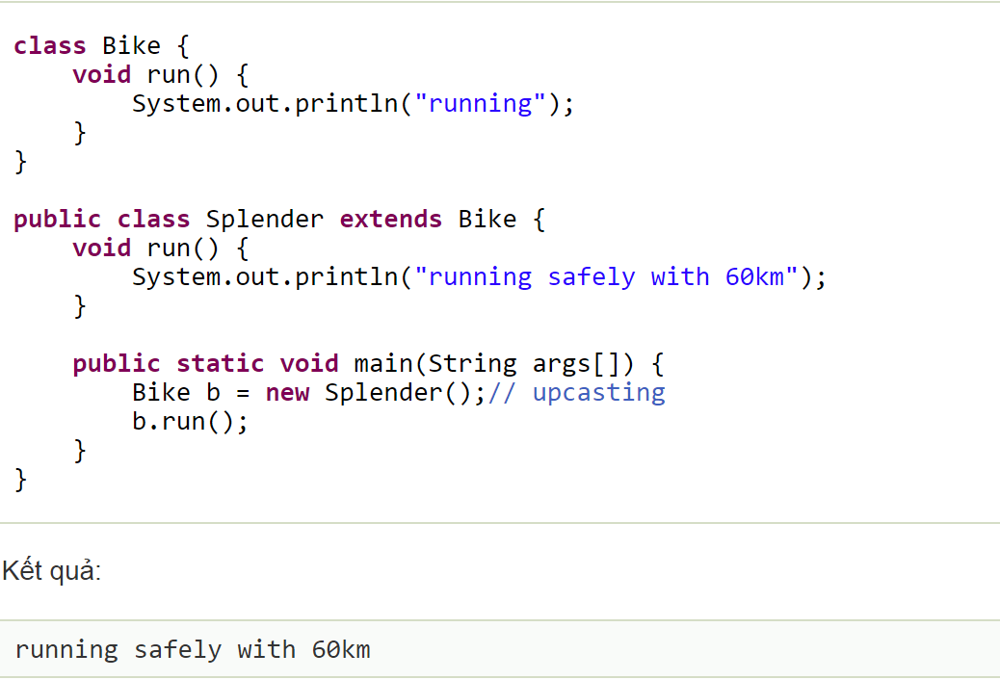 class Bike {
    void run() {
        System.out.println("running");
    }
}

public class Splender extends Bike {
    void run() {
        System.out.println("running safely with 60km");
    }

    public static void main(String args[]) {
        Bike b = new Splender();// upcasting
        b.run();
    }
}
Kết quả:
running safely with 60km